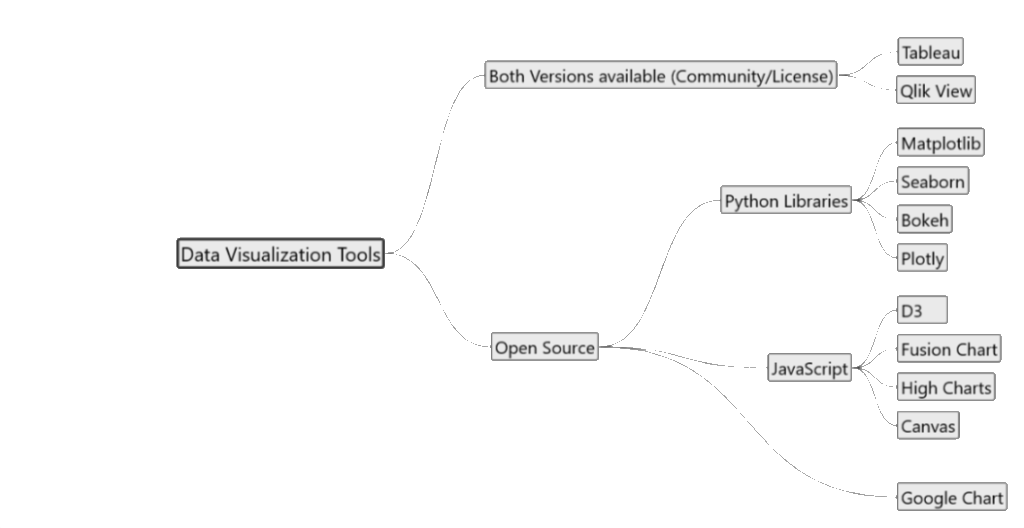 Data Visualization Tools
Both Versions available (Community/License)
Tableau
Qlik View
Open Source
Python Libraries
Matplotlib
Seaborn
Bokeh
Plotly
JavaScript
D3
Fusion Chart
High Charts
Canvas
Google Chart